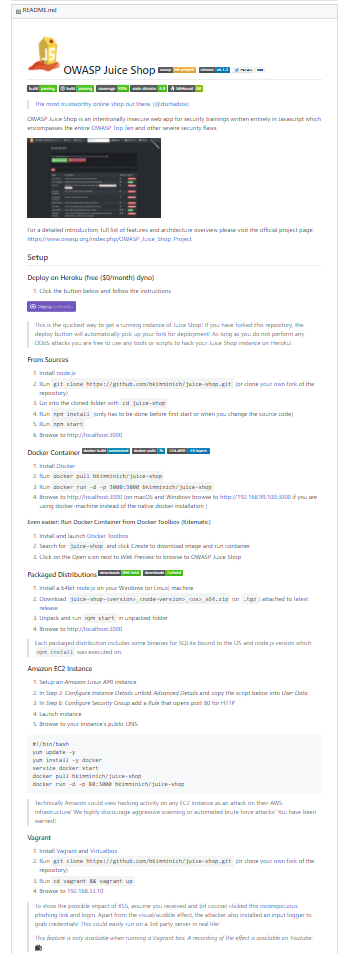 README.md
OWASP Juice Shop
The most trustworthy online shop out there. (@dschadow)
OWASP Juice Shop is an intentionally insecure web app for security trainings written entirely in Javascript which
encompasses the entire OWASP Top Ten and other severe security flaws.
For a detailed introduction, full list of features and architecture overview please visit the official project page:
https://www.owasp.org/index.php/OWASP_Juice_Shop_Project
Setup
Deploy on Heroku (free ($0/month) dyno)
1. Click the button below and follow the instructions
Deploy to Heroku
This is the quickest way to get a running instance of Juice Shop! If you have forked this repository, the
deploy button will automatically pick up your fork for deployment! As long as you do not perform any
DDoS attacks you are free to use any tools or scripts to hack your Juice Shop instance on Heroku!
From Sources
1. Install node.js
2. Run git clone https://github.com/bkimminich/juice-shop.git (or clone your own fork of the
repository)
3. Go into the cloned folder with cd juice-shop
4. Run npm install (only has to be done before first start or when you change the source code)
5. Run npm start
6. Browse to http://localhost:3000
Docker Container
1. Install Docker
2. Run docker pull bkimminich/juice-shop
3. Run docker run -d -p 3000:3000 bkimminich/juice-shop
4. Browse to http://localhost:3000 (on macOS and Windows browse to http://192.168.99.100:3000 if you are
using docker-machine instead of the native docker installation )
Even easier: Run Docker Container from Docker Toolbox (Kitematic)
1. Install and launch Docker Toolbox
2. Search for juice-shop and click Create to download image and run container
3. Click on the Open icon next to Web Preview to browse to OWASP Juice Shop
Packaged Distributions
1. Install a 64bit node.js on your Windows (or Linux) machine
2. Download juice-shop-<version>_<node-version>_<os>_x64.zip (or .tgz ) attached to latest
release
3. Unpack and run npm start in unpacked folder
4. Browse to http://localhost:3000
Each packaged distribution includes some binaries for SQLite bound to the OS and node.js version which
npm install was executed on.
Amazon EC2 Instance
1. Setup an Amazon Linux AMI instance
2. In Step 3: Configure Instance Details unfold Advanced Details and copy the script below into User Data
3. In Step 6: Configure Security Group add a Rule that opens port 80 for HTTP
4. Launch instance
5. Browse to your instance's public DNS
#!/bin/bash
yum update -y
yum install -y docker
service docker start
docker pull bkimminich/juice-shop
docker run -d -p 80:3000 bkimminich/juice-shop
Technically Amazon could view hacking activity on any EC2 instance as an attack on their AWS
infrastructure! We highly discourage aggressive scanning or automated brute force attacks! You have been
warned!
Vagrant
1. Install Vagrant and Virtualbox
2. Run git clone https://github.com/bkimminich/juice-shop.git (or clone your own fork of the
repository)
3. Run cd vagrant && vagrant up
4. Browse to 192.168.33.10
To show the possible impact of XSS, assume you received and (of course) clicked this inconspicuous
phishing link and login. Apart from the visual/audible effect, the attacker also installed an input logger to
grab credentials! This could easily run on a 3rd party server in real life!
This feature is only available when running a Vagrant box. A recording of the effect is available on Youtube: